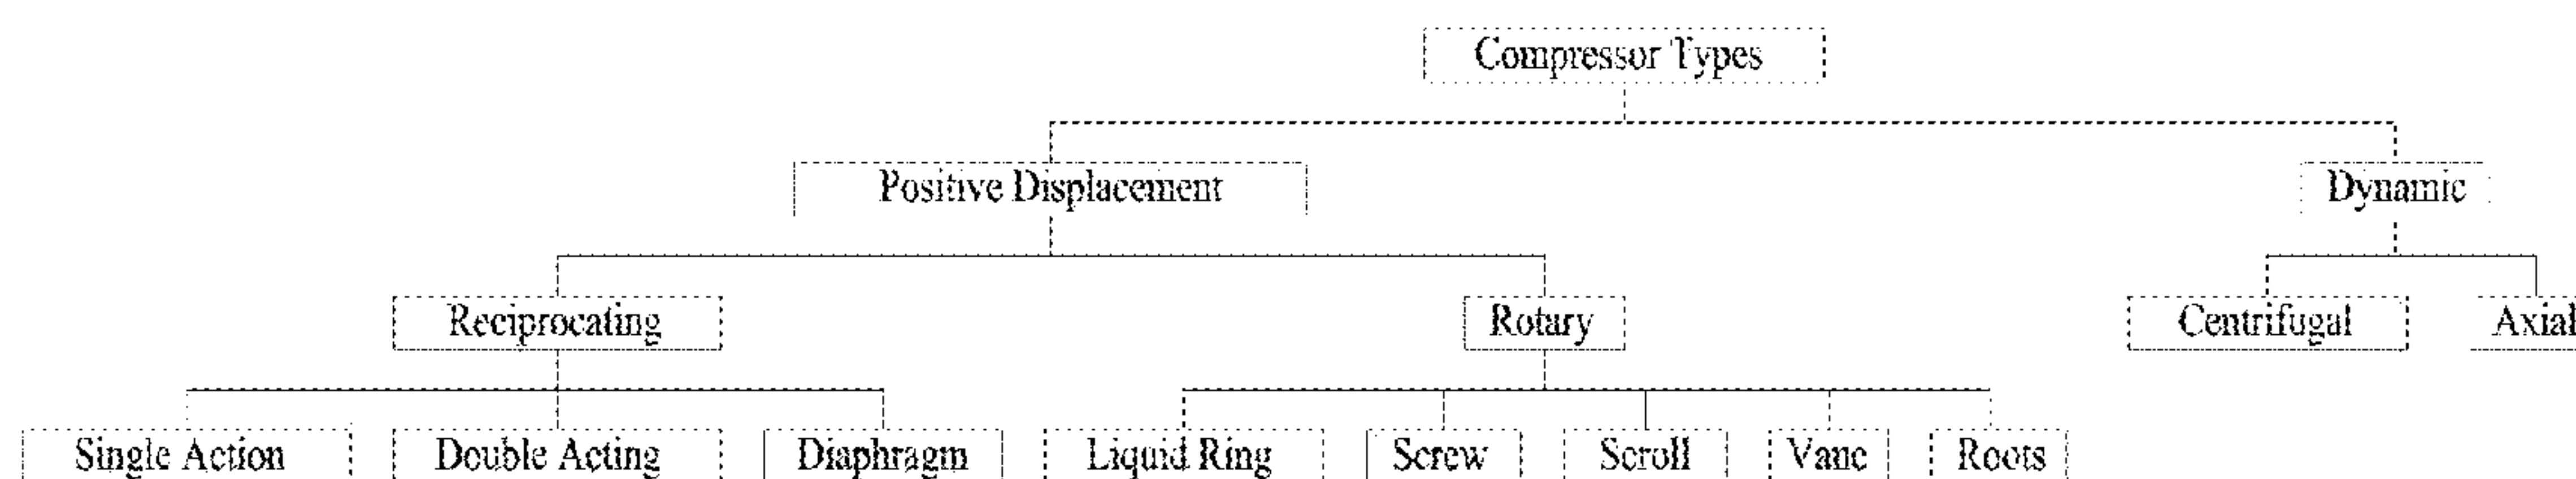 Compressor Types
Positive Displacement
Dynamic
Reciprocating
Rotary
Centrifugal
Axial
Single Action
Double Acting
Diaphragm
Liquid Ring
Screw
Scroll
Vane
Roots